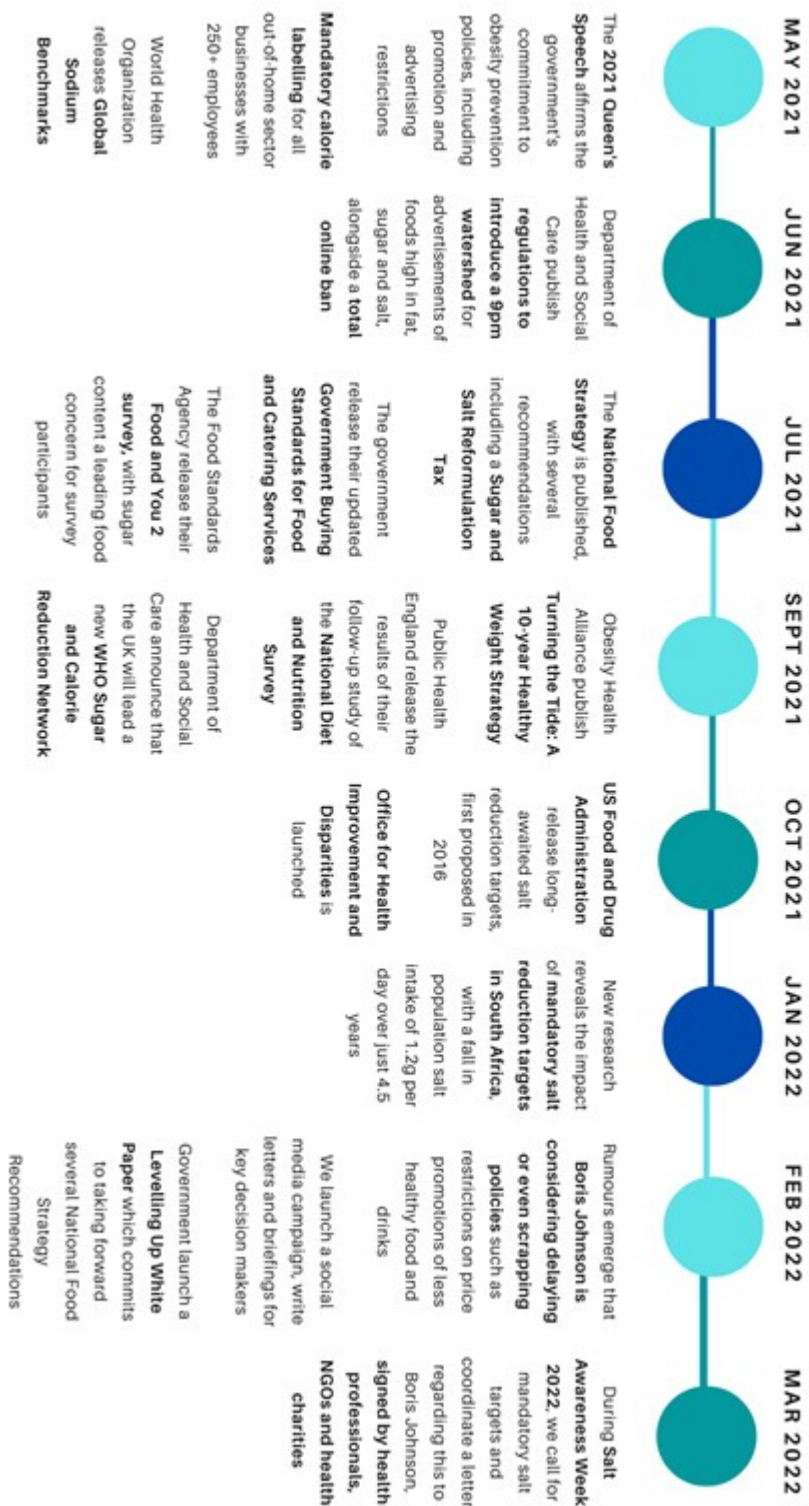 MAY 2021
The 2021 Queen's
Speech affirms the
government's
commitment to
obesity prevention
policies, including
promotion and
advertising
restrictions
Mandatory calorie
labelling for all
out-of-home sector
businesses with
250+ employees
World Health
Organization
releases Global
Sodium
Benchmarks
JUN 2021
Department of
Health and Social
Care publish
regulations to
introduce a 9pm
watershed for
advertisements of
foods high in fat,
sugar and salt,
alongside a total
online ban
JUL 2021
The National Food
Strategy is published,
with several
recommendations
including a Sugar and
Salt Reformulation
Tax
The government
release their updated
Government Buying
Standards for Food
and Catering Services
The Food Standards
Agency release their
Food and You 2
survey, with sugar
content a leading food
concern for survey
participants
SEPT 2021
Obesity Health
Alliance publish
Turning the Tide: A
10-year Healthy
Weight Strategy
Public Health
England release the
results of their
follow-up study of
the National Diet
and Nutrition
Survey
Department of
Health and Social
Care announce that
the UK will lead a
new WHO Sugar
and Calorie
Reduction Network
OCT 2021
US Food and Drug
Administration
release long-
awaited salt
reduction targets,
first proposed in
2016
Office for Health
Improvement and
Disparities is
launched
JAN 2022
New research
reveals the impact
of mandatory salt
reduction targets
in South Africa,
with a fall in
population salt
intake of 1.2g per
day over just 4.5
years
FEB 2022
Rumours emerge that
Boris Johnson is
considering delaying
or even scrapping
policies such as
restrictions on price
promotions of less
healthy food and
drinks
We launch a social
media campaign, write
letters and briefings for
key decision makers
Government launch a
Levelling Up White
Paper which commits
to taking forward
several National Food
Strategy
Recommendations
MAR 2022
During Salt
Awareness Week
2022, we call for
mandatory salt
targets and
coordinate a letter
regarding this to
Boris Johnson,
signed by health
professionals,
NGOs and health
charities